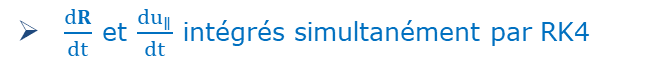 ➤ d𝐑/dt et du∥/dt intégrés simultanément par RK4